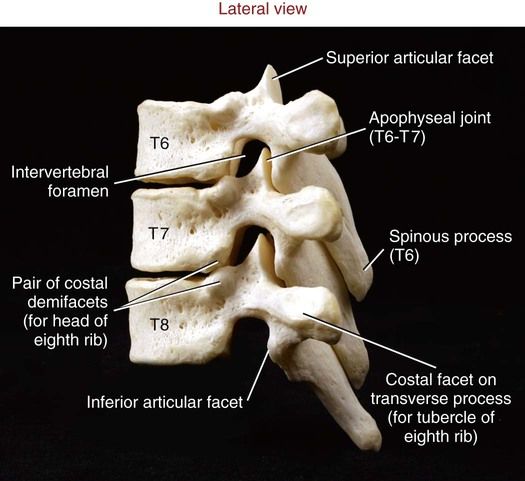 Lateral view
Superior articular facet
Apophyseal joint
(T6-T7)
T6
Intervertebral
foramen
T7
Spinous process
(T6)
Pair of costal
demifacets
(for head of
eighth rib)
T8
Costal facet on
transverse process
(for tubercle of
eighth rib)
Inferior articular facet